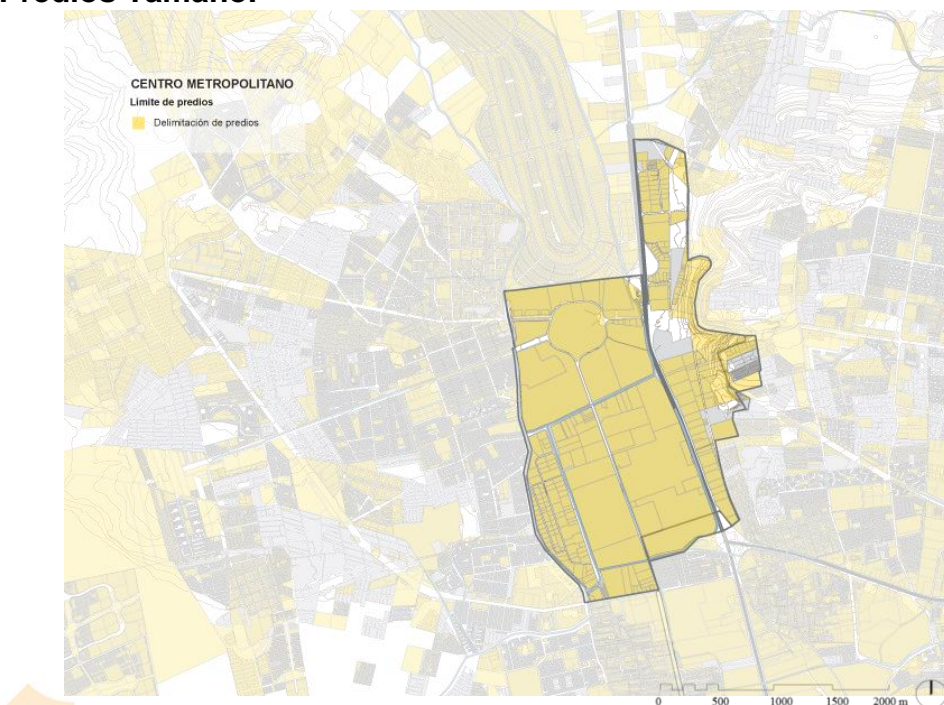 Predios Tamaño.
CENTRO METROPOLITANO
Limite de predios
Delimitación de predios
0 500 1000 1500 2000 m